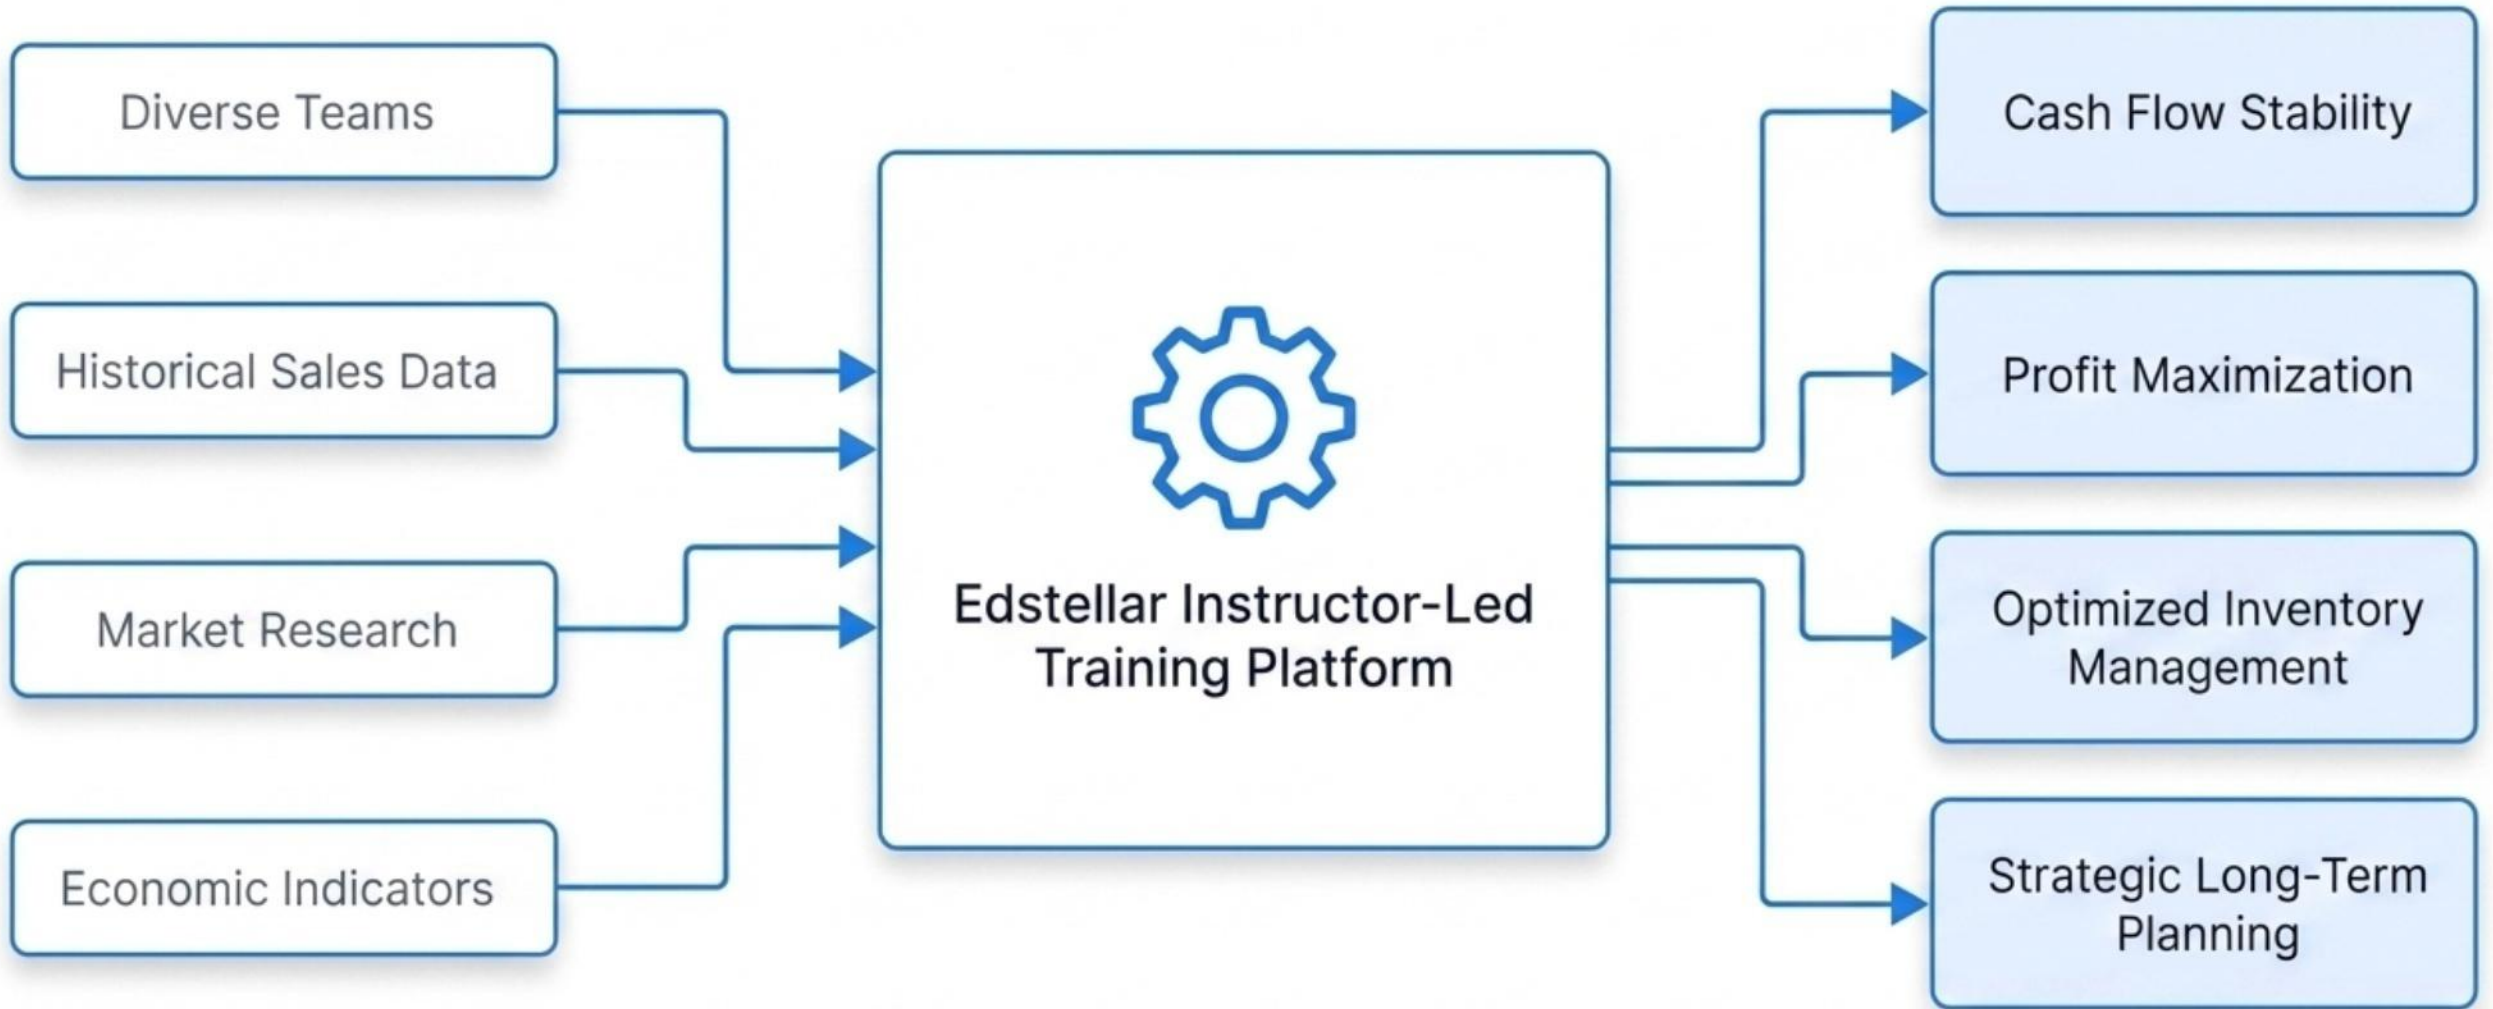 Diverse Teams
Historical Sales Data
Market Research
Economic Indicators
Edstellar Instructor-Led
Training Platform
Cash Flow Stability
Profit Maximization
Optimized Inventory
Management
Strategic Long-Term
Planning